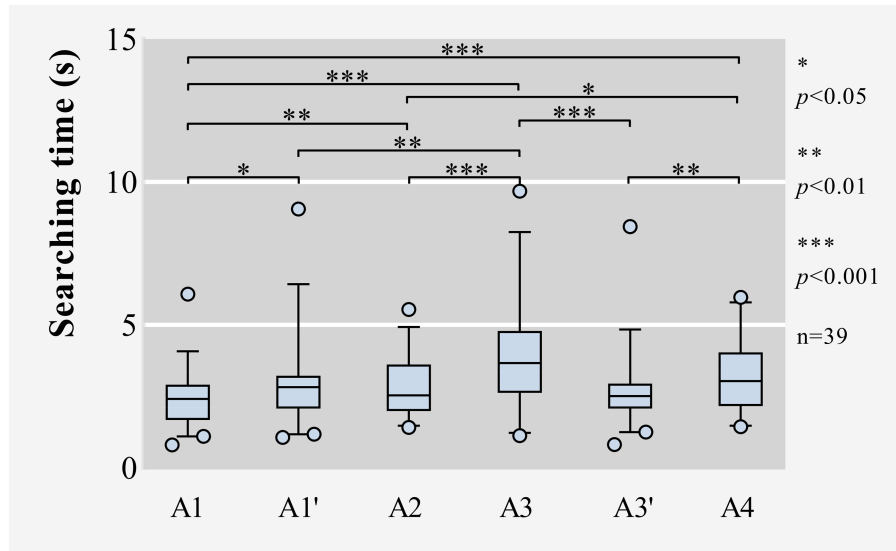 Searching time (s)
15
10
5
0
***
***
*
**
***
**
*
***
**
A1 A1' A2 A3 A3' A4
*
p<0.05
**
p<0.01
***
p<0.001
n=39